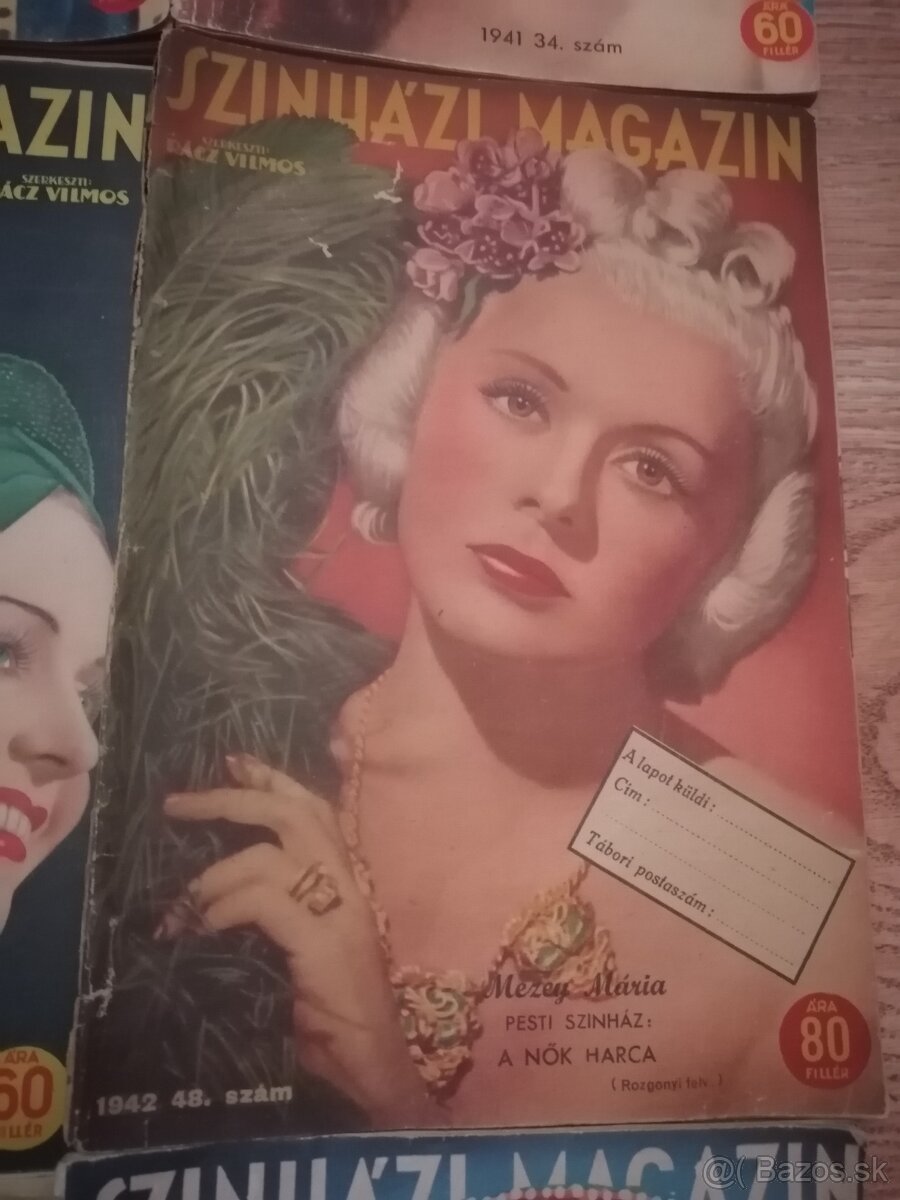 1941 34. szám
ÁRA
60
FILLÉR
SZINHÁZI MAGAZIN
SZERKESZTI:
RÁCZ VILMOS
AZIN
SZERKESZTI:
ÁCZ VILMOS
A lapot küldi:
Cim:
Tábori postaszám:
Mezey Mária
PESTI SZINHÁZ:
A NŐK HARCA
(Rozgonyi felv.)
ÁRA
80
FILLÉR
1942 48. szám
ÁRA
60
FILLÉR
SZINHÁZI MAGAZIN
@( Bazos.sk